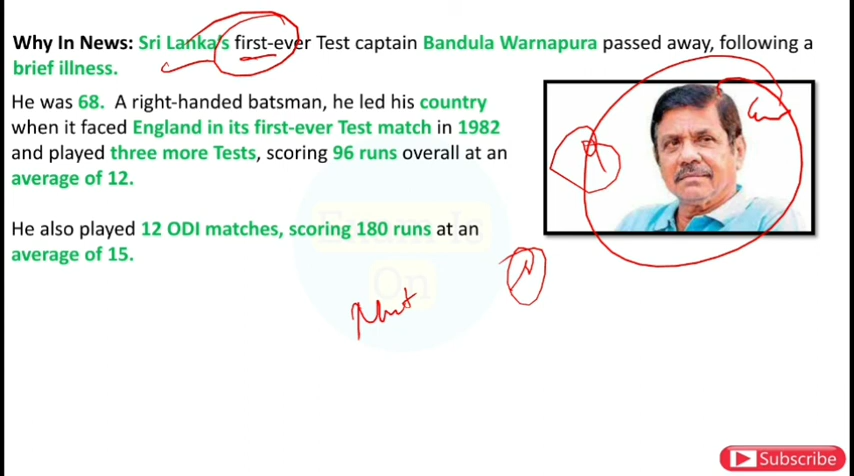 Why In News: Sri Lanka's first-ever Test captain Bandula Warnapura passed away, following a
brief illness.
He was 68. A right-handed batsman, he led his country
when it faced England in its first-ever Test match in 1982
and played three more Tests, scoring 96 runs overall at an
average of 12.
He also played 12 ODI matches, scoring 180 runs at an
average of 15.
Exam Is
On
Subscribe